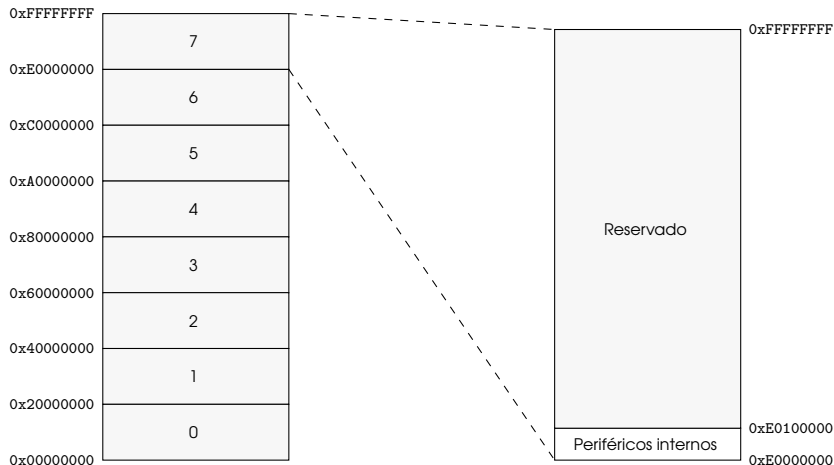 0xFFFFFFFF
7
0xE0000000
6
0xC0000000
5
0xA0000000
4
0x80000000
3
0x60000000
2
0x40000000
1
0x20000000
0
0x00000000
0xFFFFFFFF
Reservado
0xE0100000
Periféricos internos
0xE0000000